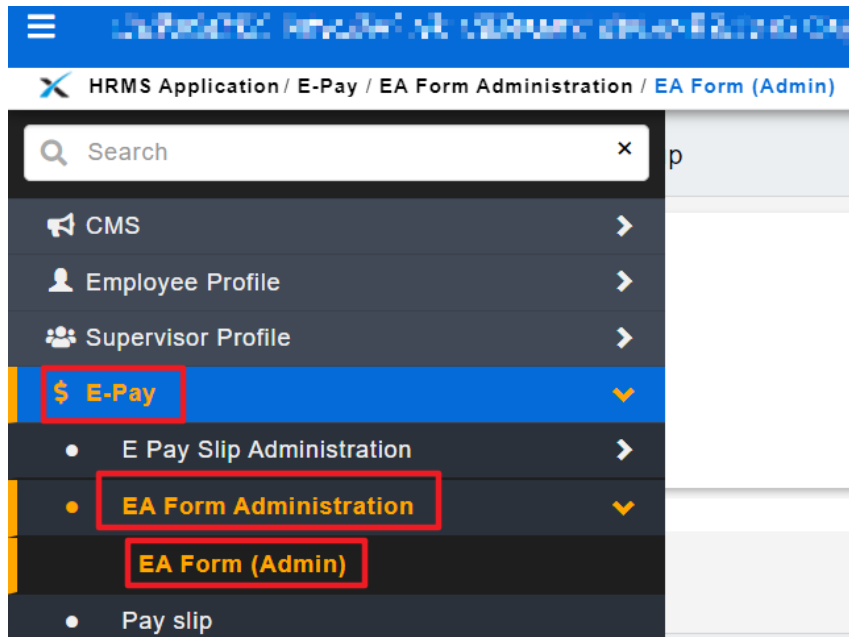 HRMS Application / E-Pay / EA Form Administration / EA Form (Admin)
Search
p
CMS
Employee Profile
Supervisor Profile
$ E-Pay
E Pay Slip Administration
EA Form Administration
EA Form (Admin)
Pay slip